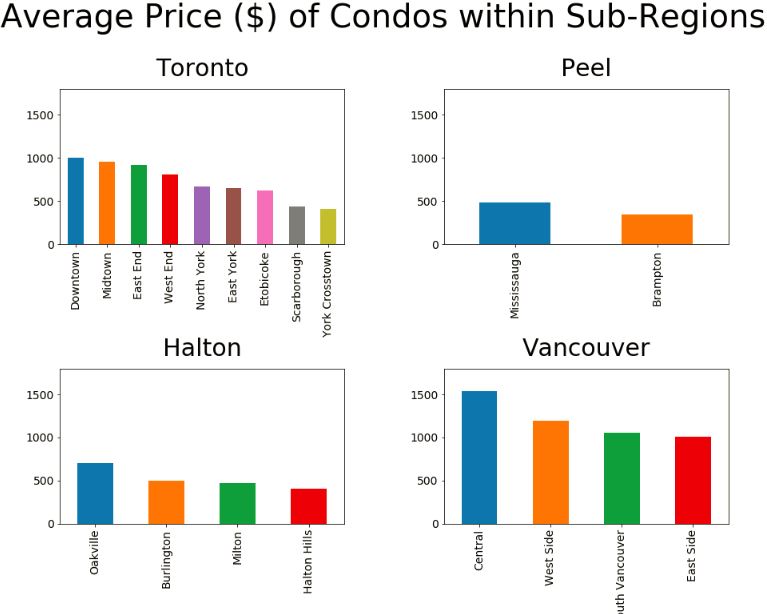 Average Price ($) of Condos within Sub-Regions
Toronto
1500
1000
500
0
Downtown
Midtown
East End
West End
North York
East York
Etobicoke
Scarborough
York Crosstown
Peel
1500
1000
500
0
Mississauga
Brampton
Halton
1500
1000
500
0
Oakville
Burlington
Milton
Halton Hills
Vancouver
1500
1000
500
0
Central
West Side
uth Vancouver
East Side